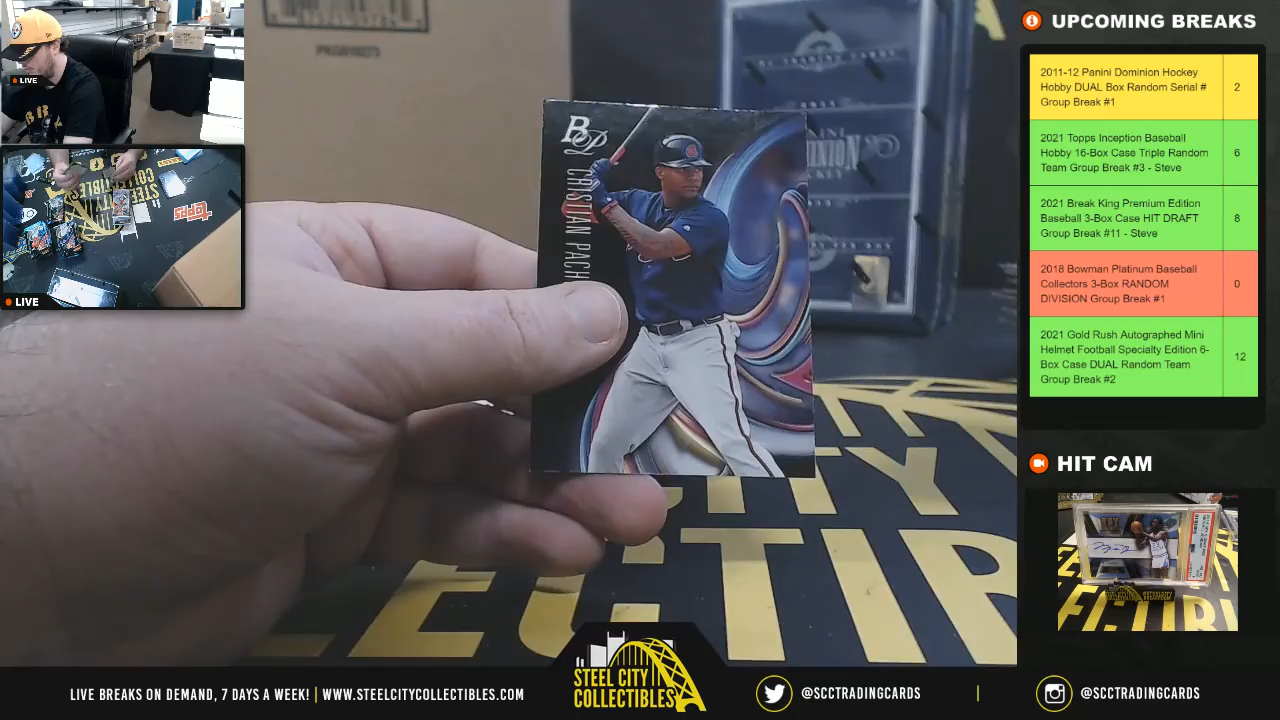 UPCOMING BREAKS
2011-12 Panini Dominion Hockey
Hobby DUAL Box Random Serial #
Group Break #1
2
2021 Topps Inception Baseball
Hobby 16-Box Case Triple Random
Team Group Break #3 - Steve
6
2021 Break King Premium Edition
Baseball 3-Box Case HIT DRAFT
Group Break #11 - Steve
8
2018 Bowman Platinum Baseball
Collectors 3-Box RANDOM
DIVISION Group Break #1
0
2021 Gold Rush Autographed Mini
Helmet Football Specialty Edition 6-
Box Case DUAL Random Team
Group Break #2
12
HIT CAM
LIVE
LIVE
topps
BP
CRISTIAN PACH
STEEL CITY
COLLECTIBLES
LIVE BREAKS ON DEMAND, 7 DAYS A WEEK! | WWW.STEELCITYCOLLECTIBLES.COM
@SCCTRADINGCARDS
@SCCTRADINGCARDS